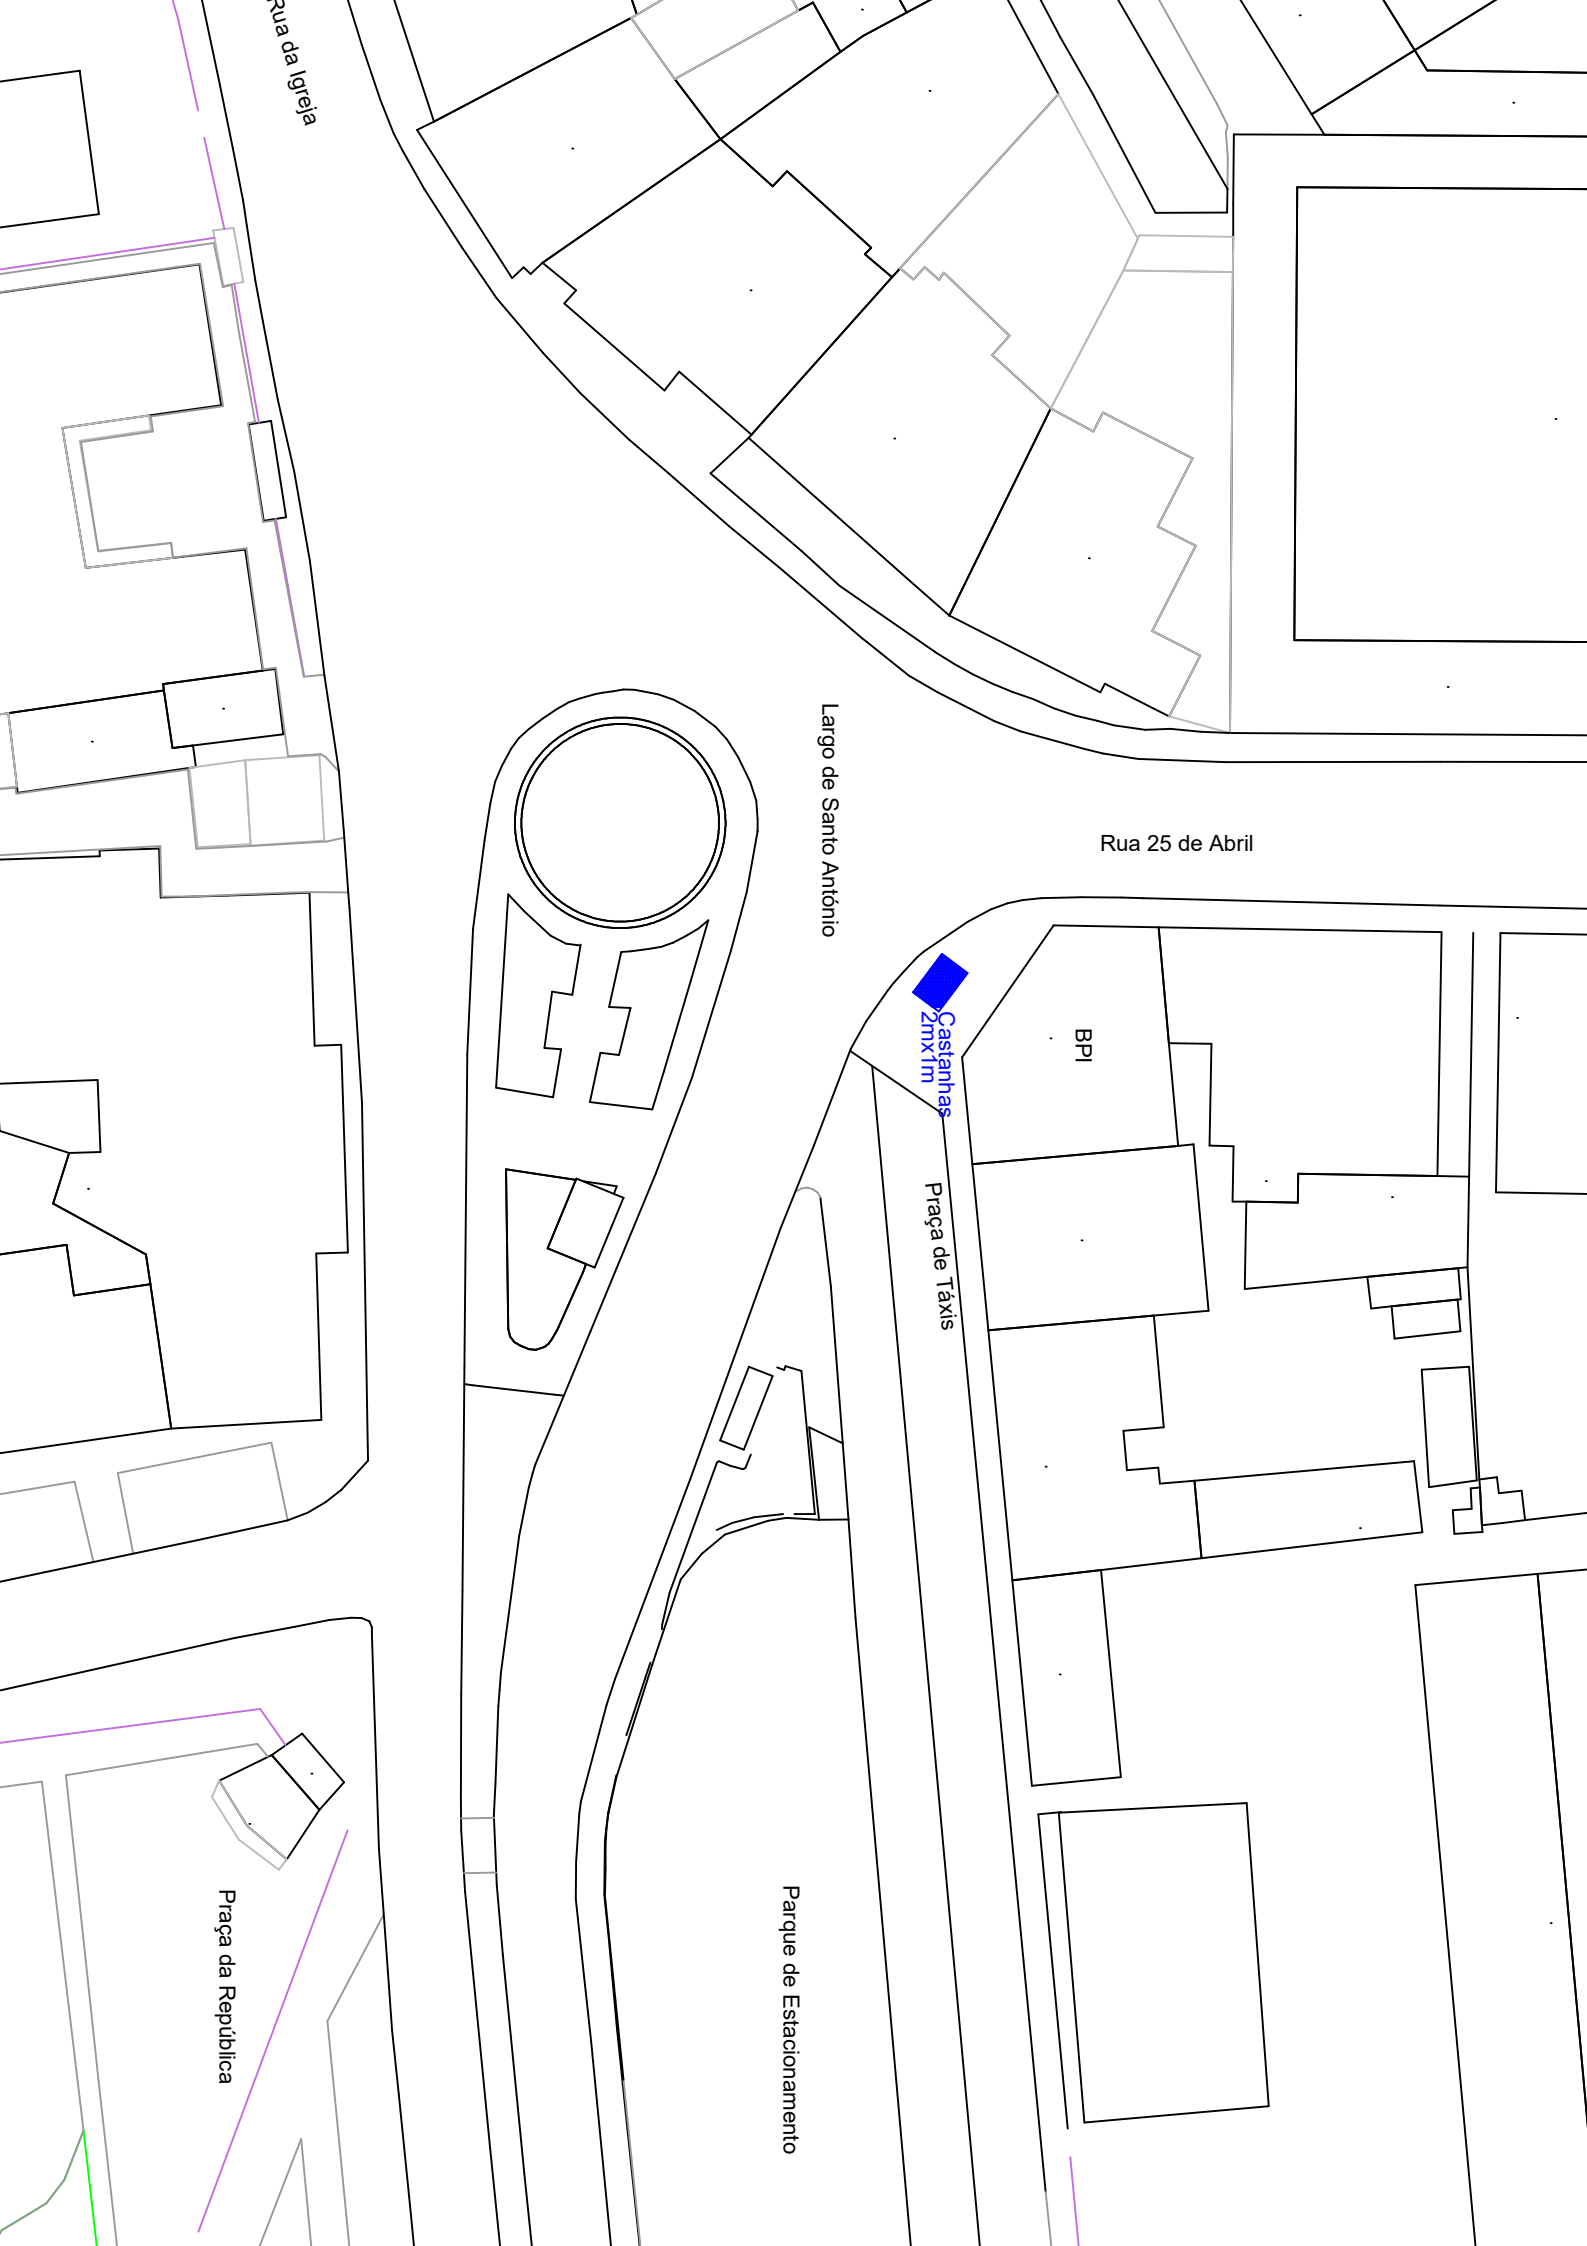 Rua da Igreja
Largo de Santo António
Rua 25 de Abril
Castanhas
2mx1m
BPI
Praça de Táxis
Praça da República
Parque de Estacionamento